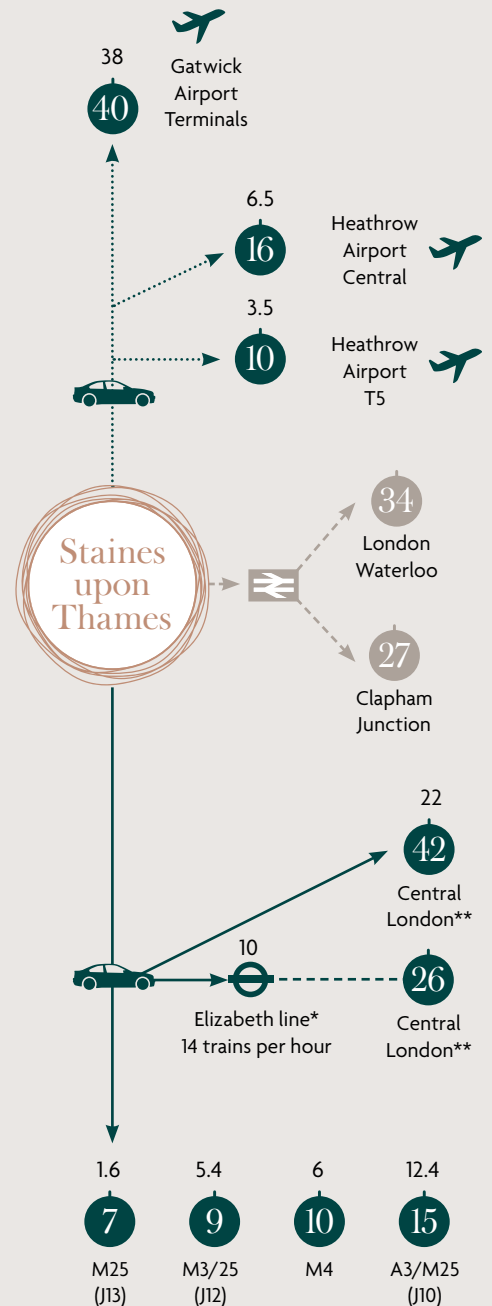 38
40
Gatwick
Airport
Terminals
6.5
16
Heathrow
Airport
Central
3.5
10
Heathrow
Airport
T5
Staines
upon
Thames
34
London
Waterloo
27
Clapham
Junction
22
42
Central
London**
10
Elizabeth line*
14 trains per hour
26
Central
London**
1.6
7
M25
(J13)
5.4
9
M3/25
(J12)
6
10
M4
12.4
15
A3/M25
(J10)